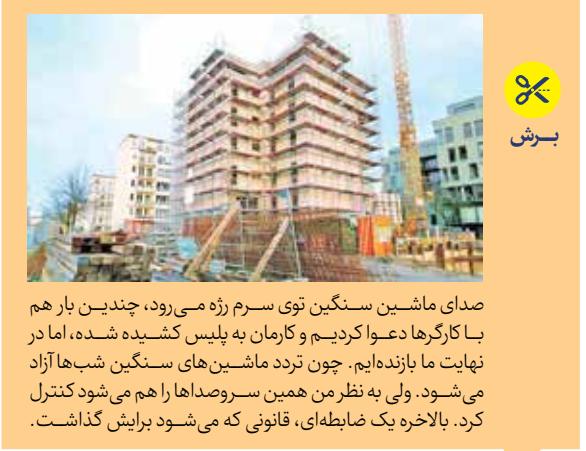 برش
صدای ماشین سنگین توی سرم رژه می‌رود، چندین بار هم
با کارگرها دعوا کردیم و کارمان به پلیس کشیده شده، اما در
نهایت ما بازنده‌ایم. چون تردد ماشین‌های سنگین شب‌ها آزاد
می‌شود. ولی به نظر من همین سروصداها را هم می‌شود کنترل
کرد. بالاخره یک ضابطه‌ای، قانونی که می‌شود برایش گذاشت.